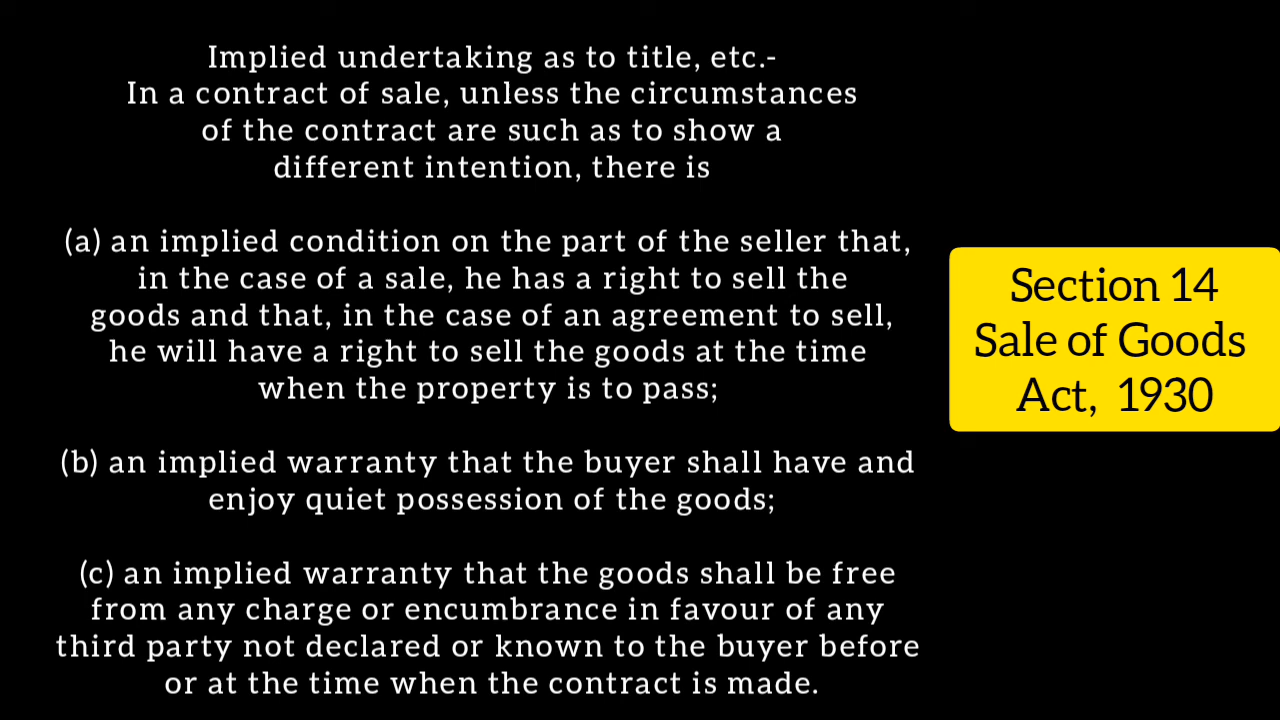 Implied undertaking as to title, etc.-
In a contract of sale, unless the circumstances
of the contract are such as to show a
different intention, there is
(a) an implied condition on the part of the seller that,
in the case of a sale, he has a right to sell the
goods and that, in the case of an agreement to sell,
he will have a right to sell the goods at the time
when the property is to pass;
(b) an implied warranty that the buyer shall have and
enjoy quiet possession of the goods;
(c) an implied warranty that the goods shall be free
from any charge or encumbrance in favour of any
third party not declared or known to the buyer before
or at the time when the contract is made.
Section 14
Sale of Goods
Act, 1930